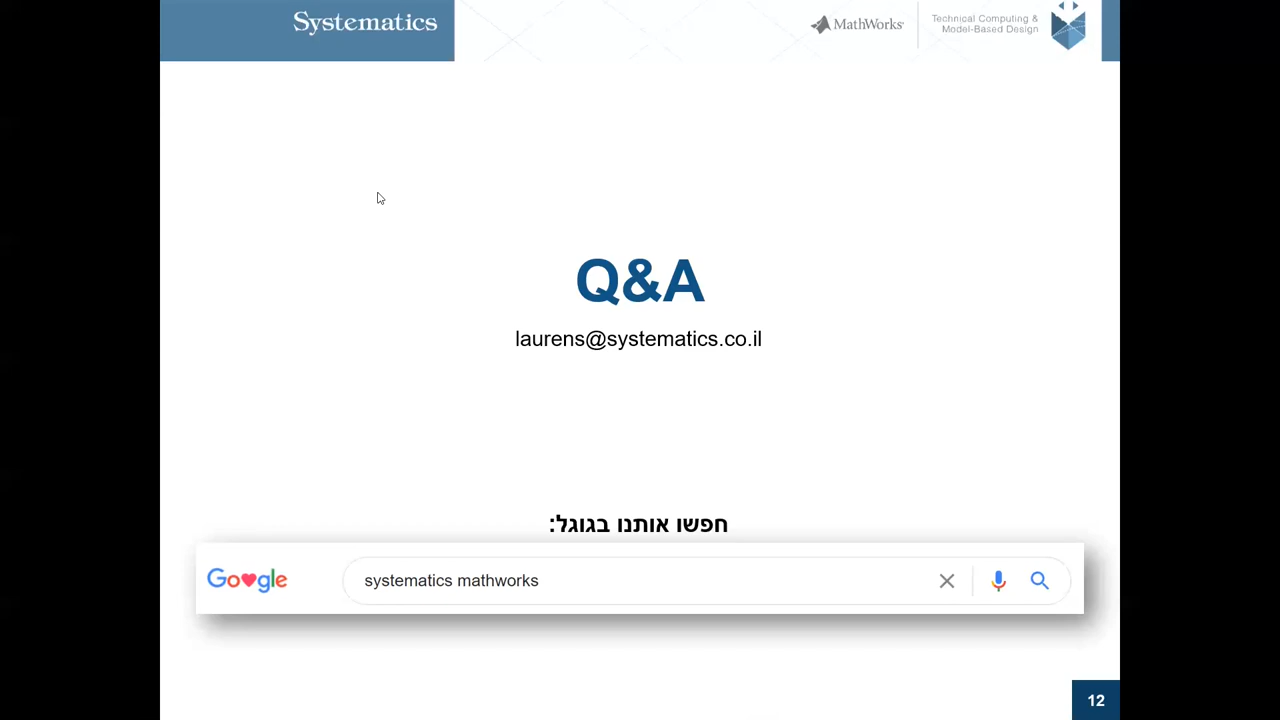 Systematics
MathWorks®
Technical Computing &
Model-Based Design
Q&A
laurens@systematics.co.il
חפשו אותנו בגוגל:
Google
systematics mathworks
12